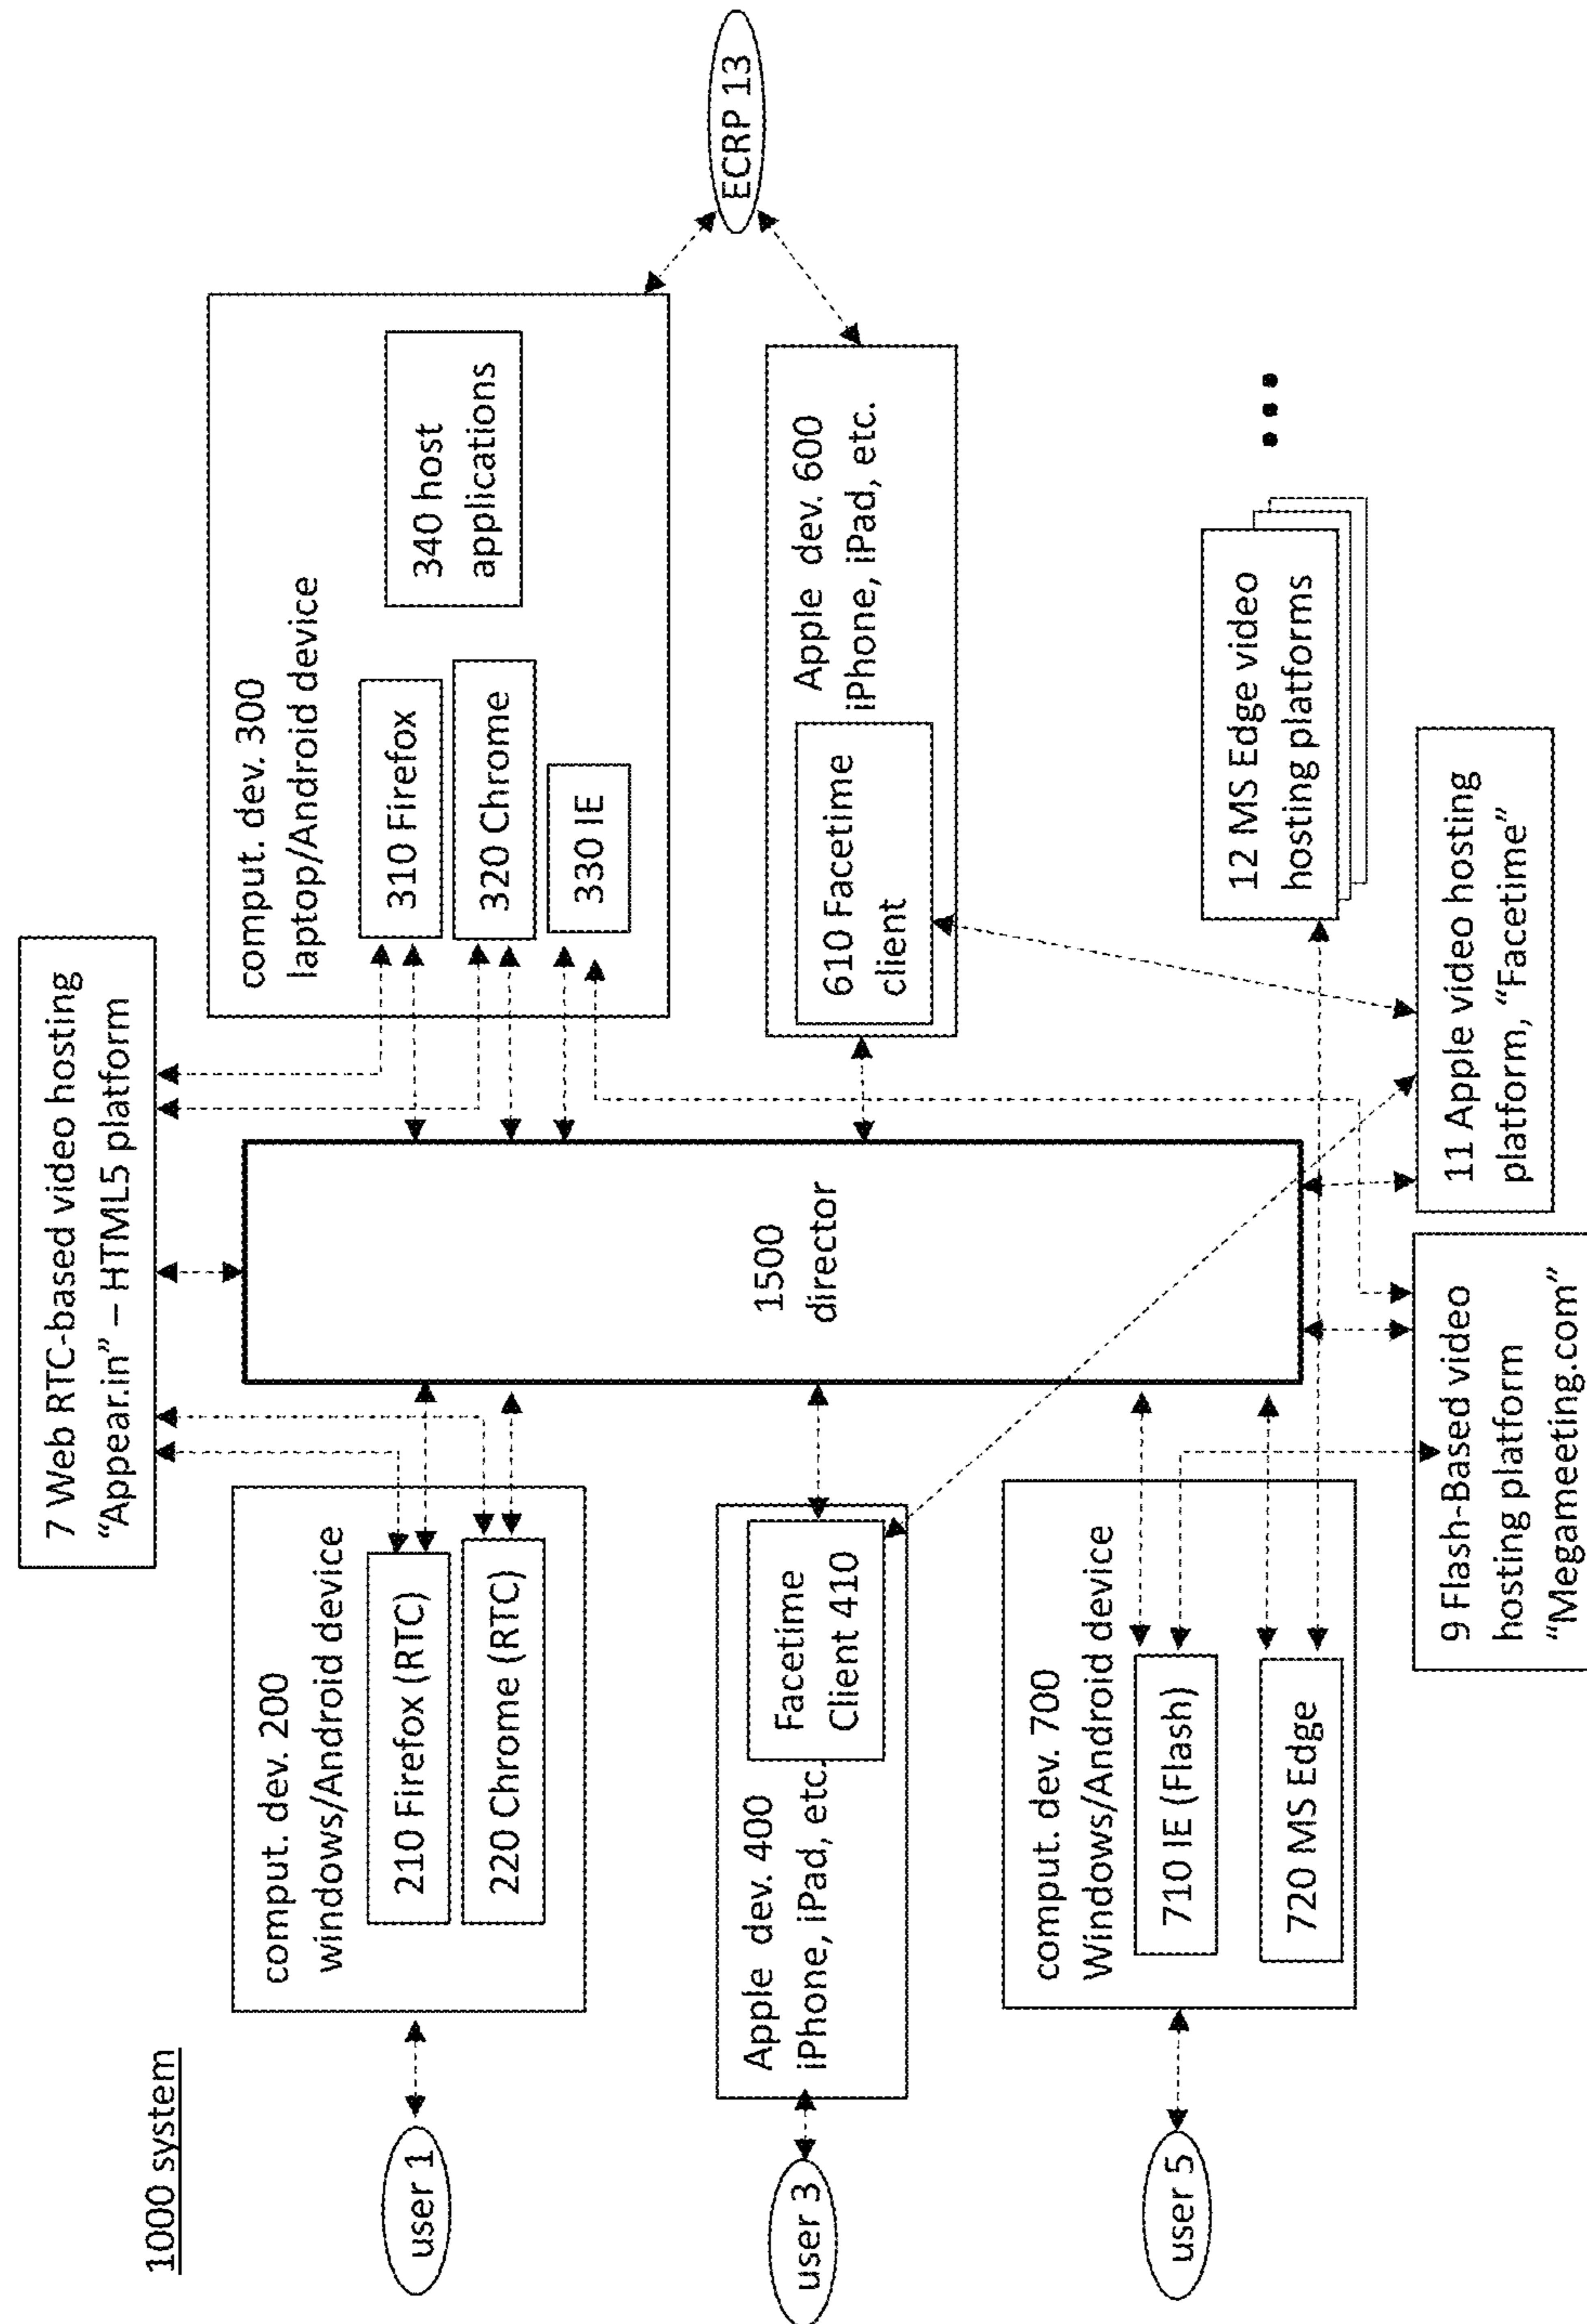 1000 system
7 Web RTC-based video hosting
“Appear.in” – HTML5 platform
user 1
comput. dev. 200
windows/Android device
210 Firefox (RTC)
220 Chrome (RTC)
user 3
Apple dev. 400
iPhone, iPad, etc.
Facetime
Client 410
user 5
comput. dev. 700
Windows/Android device
710 IE (Flash)
720 MS Edge
1500
director
comput. dev. 300
laptop/Android device
310 Firefox
320 Chrome
330 IE
340 host
applications
Apple dev. 600
iPhone, iPad, etc.
610 Facetime
client
ECRP 13
12 MS Edge video
hosting platforms
9 Flash-Based video
hosting platform
“Megameeting.com”
11 Apple video hosting
platform, “Facetime”